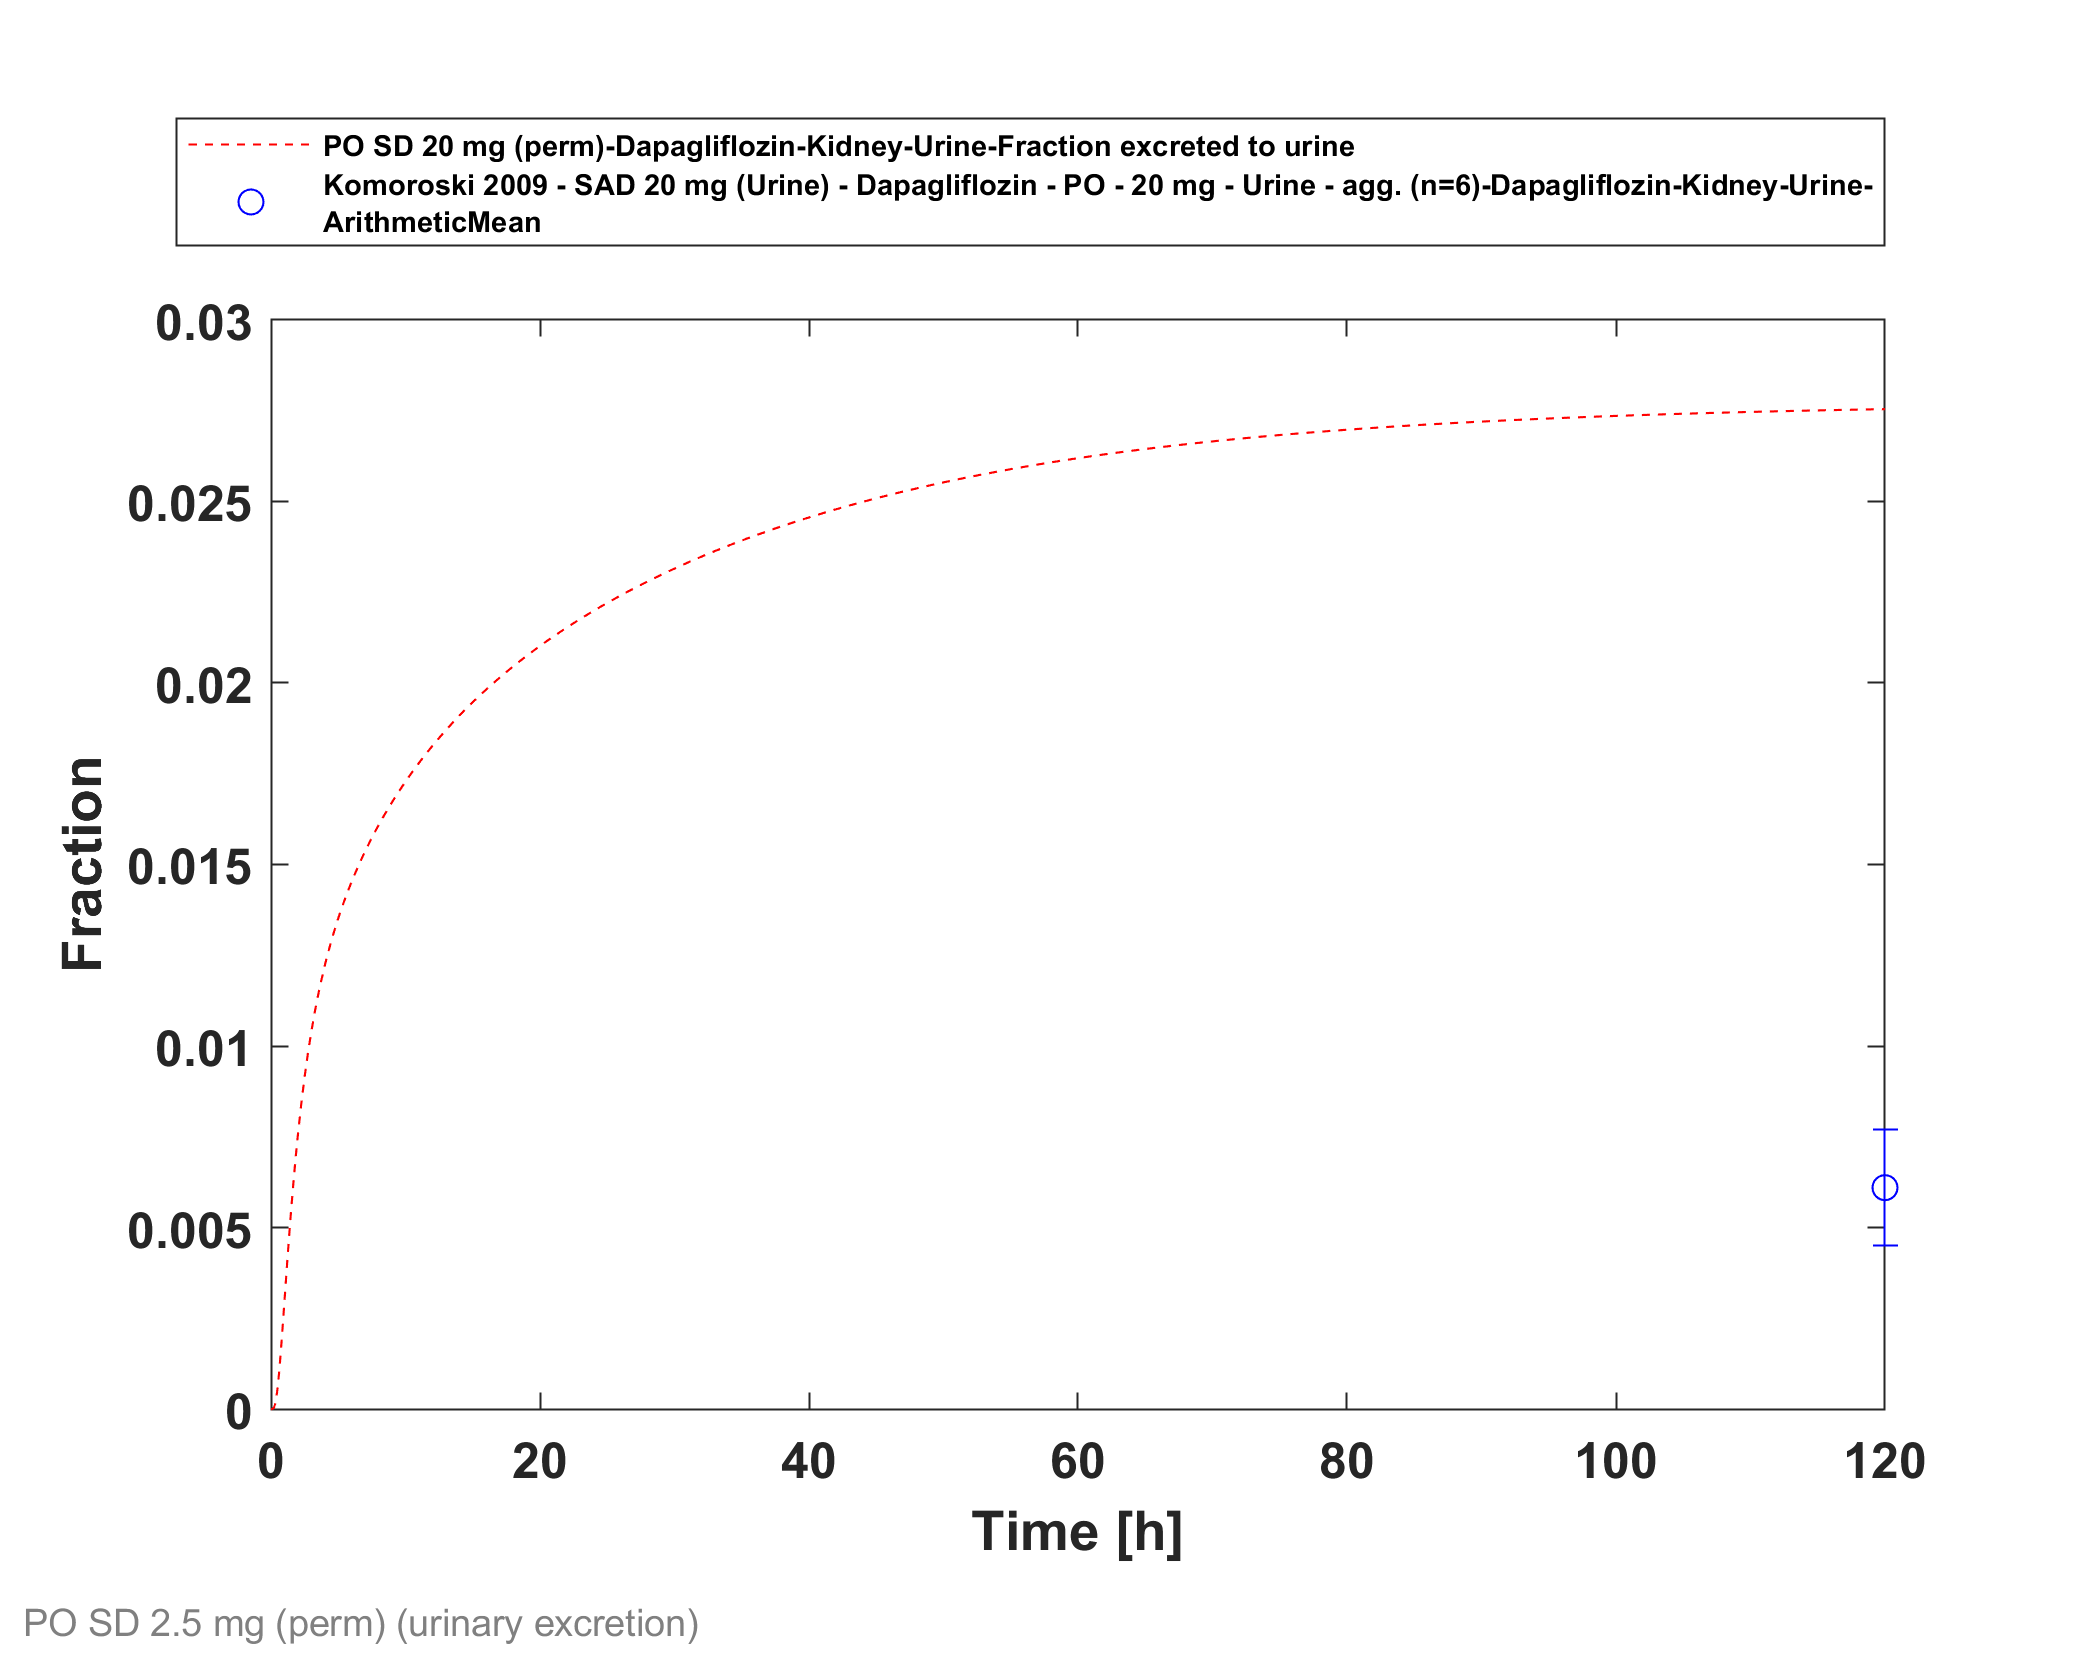 PO SD 20 mg (perm)-Dapagliflozin-Kidney-Urine-Fraction excreted to urine
Komoroski 2009 - SAD 20 mg (Urine) - Dapagliflozin - PO - 20 mg - Urine - agg. (n=6)-Dapagliflozin-Kidney-Urine-
ArithmeticMean
0.03
0.025
0.02
0.015
0.01
0.005
0
Fraction
0 20 40 60 80 100 120
Time [h]
PO SD 2.5 mg (perm) (urinary excretion)